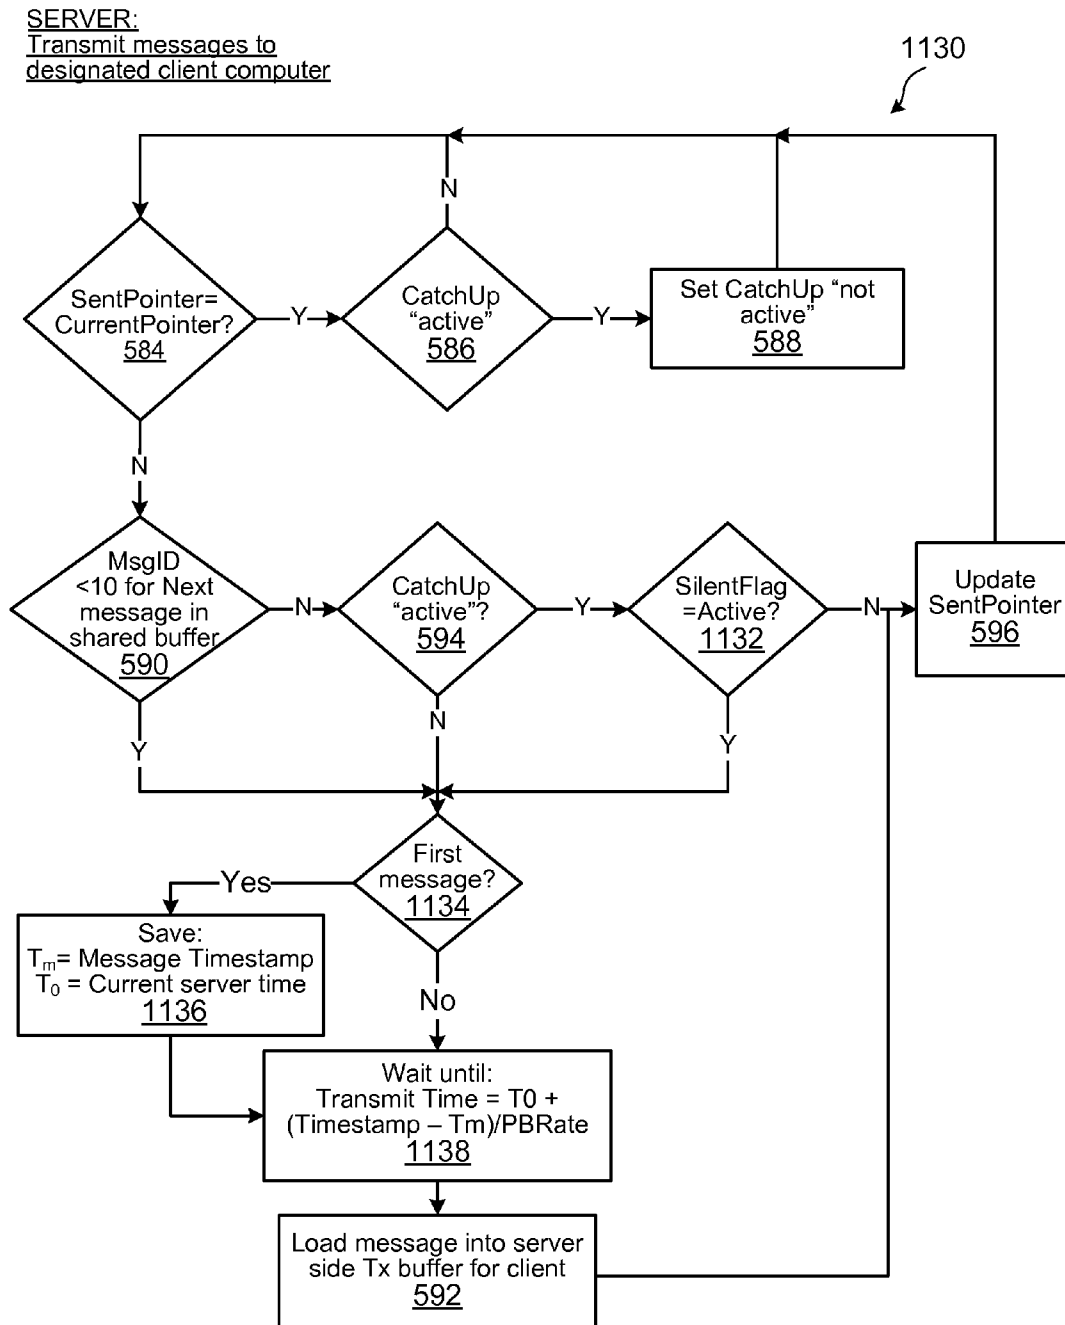 SERVER:
Transmit messages to
designated client computer
1130
N
SentPointer=
CurrentPointer?
584
Y
CatchUp
“active”
586
Y
Set CatchUp “not
active”
588
N
MsgID
<10 for Next
message in
shared buffer
590
N
CatchUp
“active”?
594
Y
SilentFlag
=Active?
1132
N
Update
SentPointer
596
Y
N
Y
First
message?
1134
Yes
No
Save:
Tm= Message Timestamp
T0 = Current server time
1136
Wait until:
Transmit Time = T0 +
(Timestamp – Tm)/PBRate
1138
Load message into server
side Tx buffer for client
592